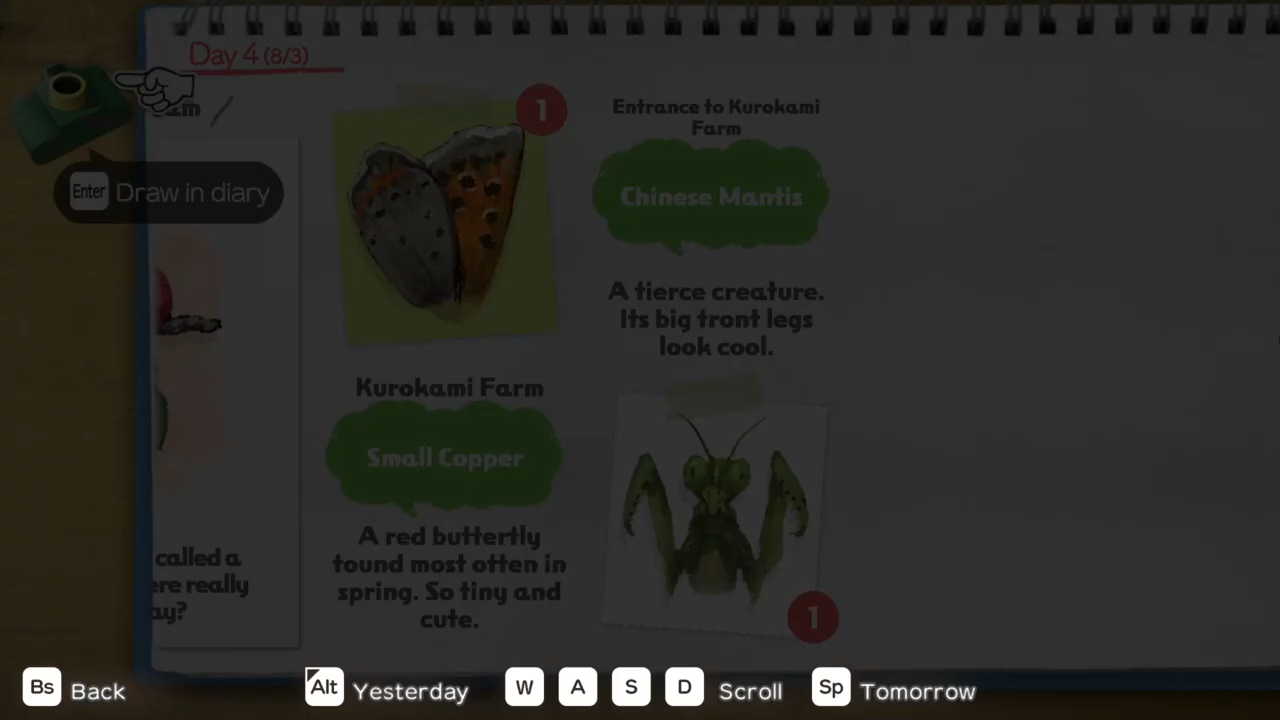 Day 4 (8/3)
am
Enter Draw in diary
called a
ere really
ay?
1
Kurokami Farm
Small Copper
A red butterfly
found most often in
spring. So tiny and
cute.
Entrance to Kurokami
Farm
Chinese Mantis
A fierce creature.
Its big front legs
look cool.
1
Bs Back Alt Yesterday W A S D Scroll Sp Tomorrow